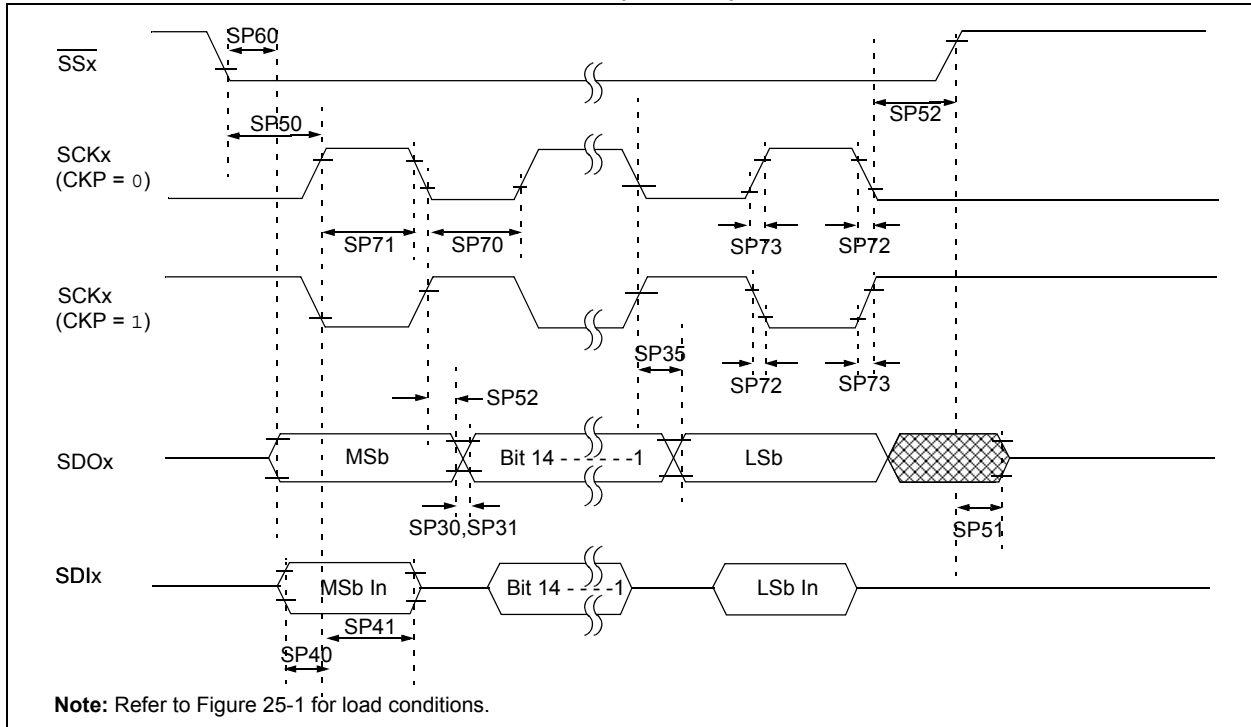 SP60
SSx
SP50
SP52
SCKx
(CKP = 0)
SP71
SP70
SP73
SP72
SCKx
(CKP = 1)
SP35
SP72
SP73
SP52
SDOx
MSb
Bit 14 - - - - - -1
LSb
SP30,SP31
SP51
SDIx
MSb In
Bit 14 - - - -1
LSb In
SP41
SP40
Note: Refer to Figure 25-1 for load conditions.